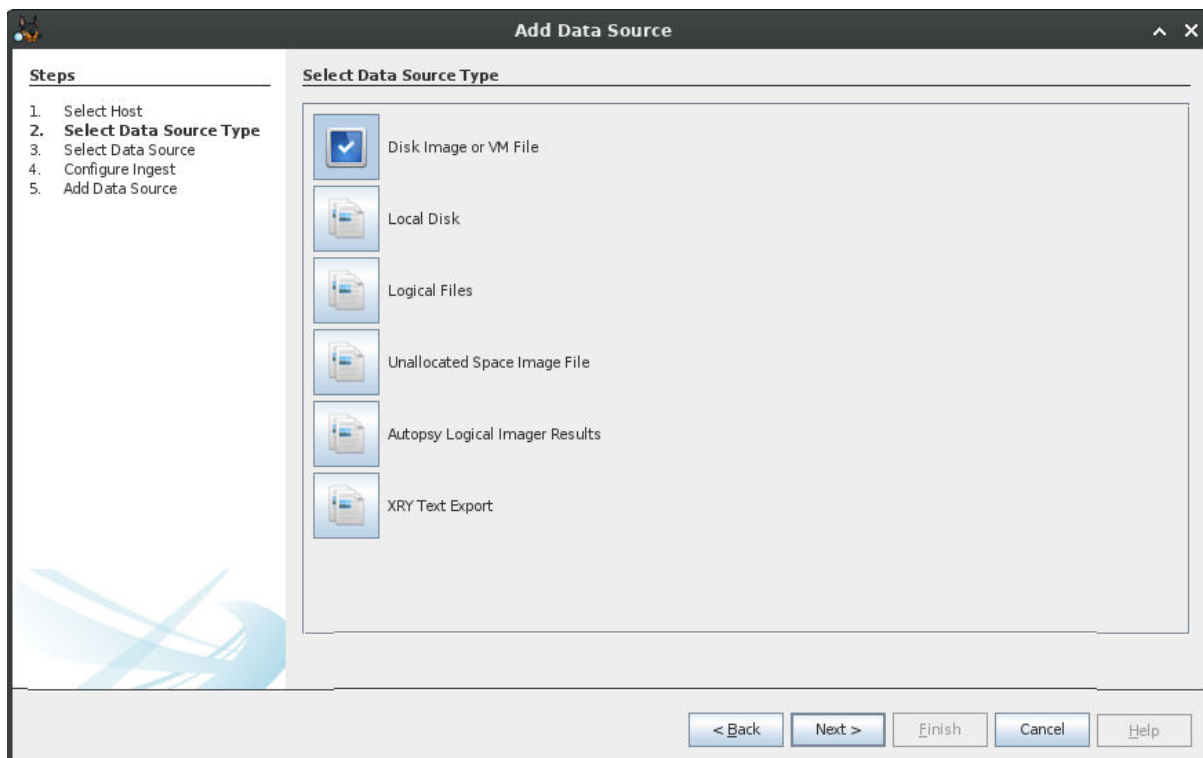 Add Data Source
Steps
1. Select Host
2. Select Data Source Type
3. Select Data Source
4. Configure Ingest
5. Add Data Source
Select Data Source Type
Disk Image or VM File
Local Disk
Logical Files
Unallocated Space Image File
Autopsy Logical Imager Results
XRY Text Export
< Back
Next >
Finish
Cancel
Help